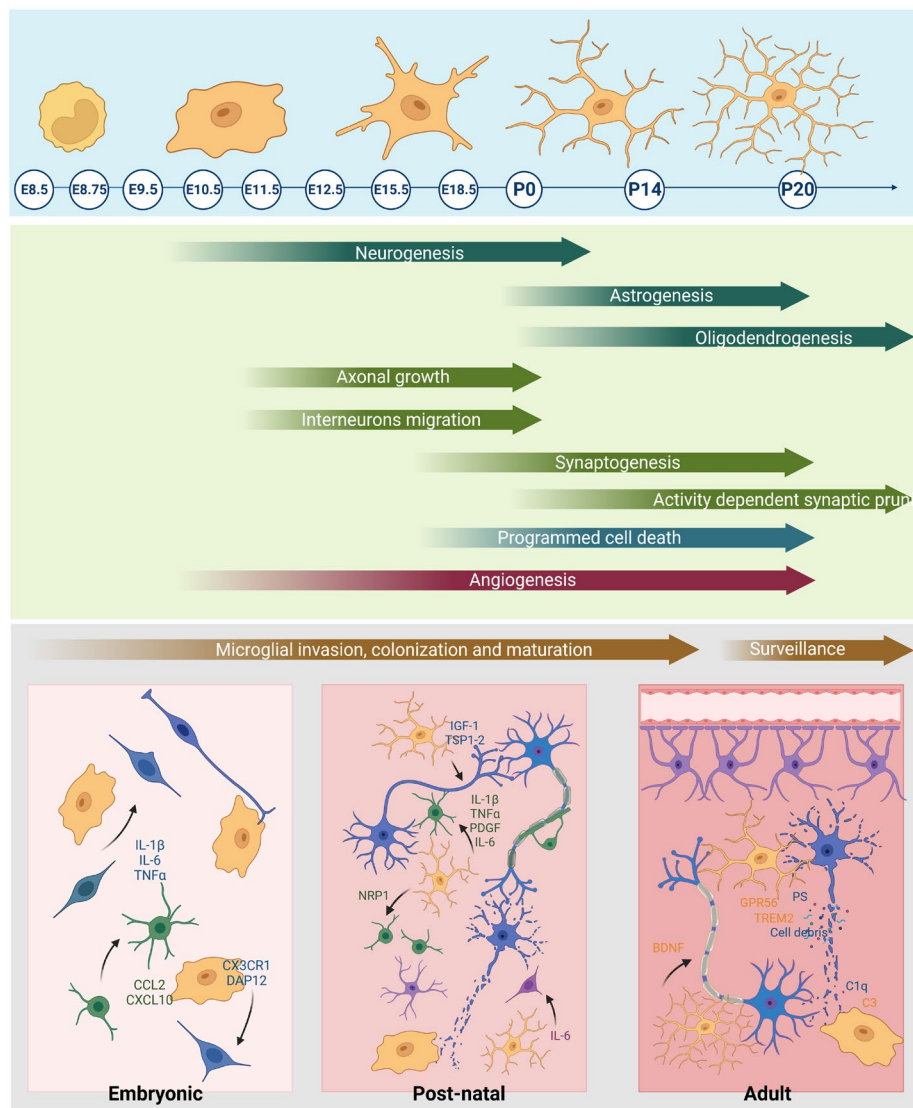 E8.5 E8.75 E9.5 E10.5 E11.5 E12.5 E15.5 E18.5 P0 P14 P20
Neurogenesis
Astrogenesis
Oligodendrogenesis
Axonal growth
Interneurons migration
Synaptogenesis
Activity dependent synaptic prun
Programmed cell death
Angiogenesis
Microglial invasion, colonization and maturation
Surveillance
IL-1β
IL-6
TNFα
CCL2
CXCL10
CX3CR1
DAP12
Embryonic
IGF-1
TSP1-2
IL-1β
TNFα
PDGF
IL-6
NRP1
IL-6
Post-natal
GPR56
TREM2
PS
Cell debris
BDNF
C1q
C3
Adult